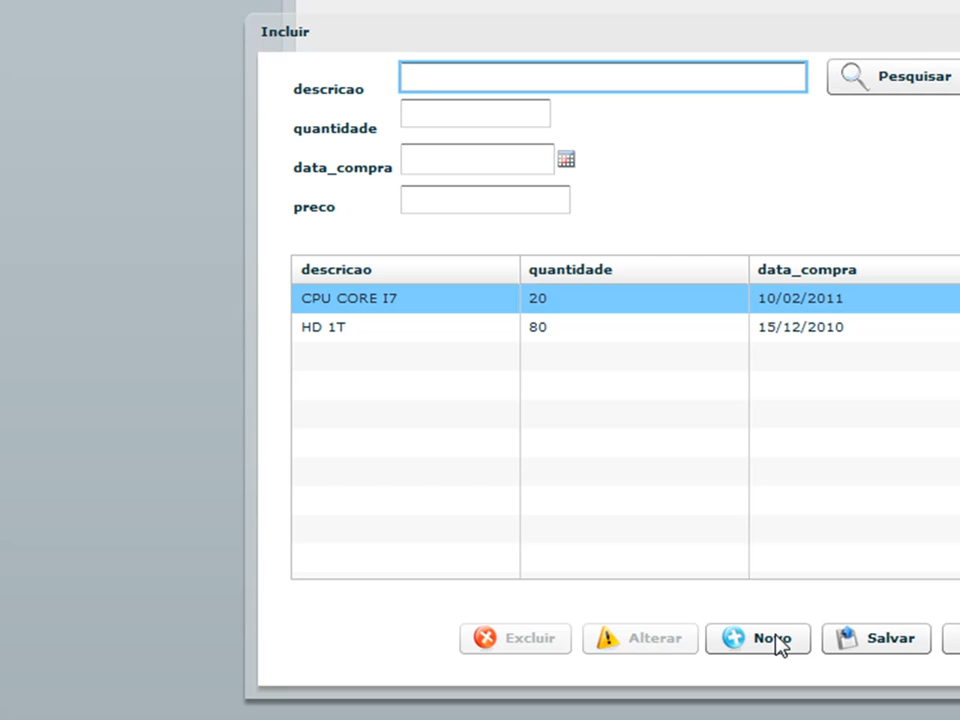 Incluir
descricao
Pesquisar
quantidade
data_compra
preco
descricao quantidade data_compra
CPU CORE I7 20 10/02/2011
HD 1T 80 15/12/2010
Excluir Alterar Novo Salvar